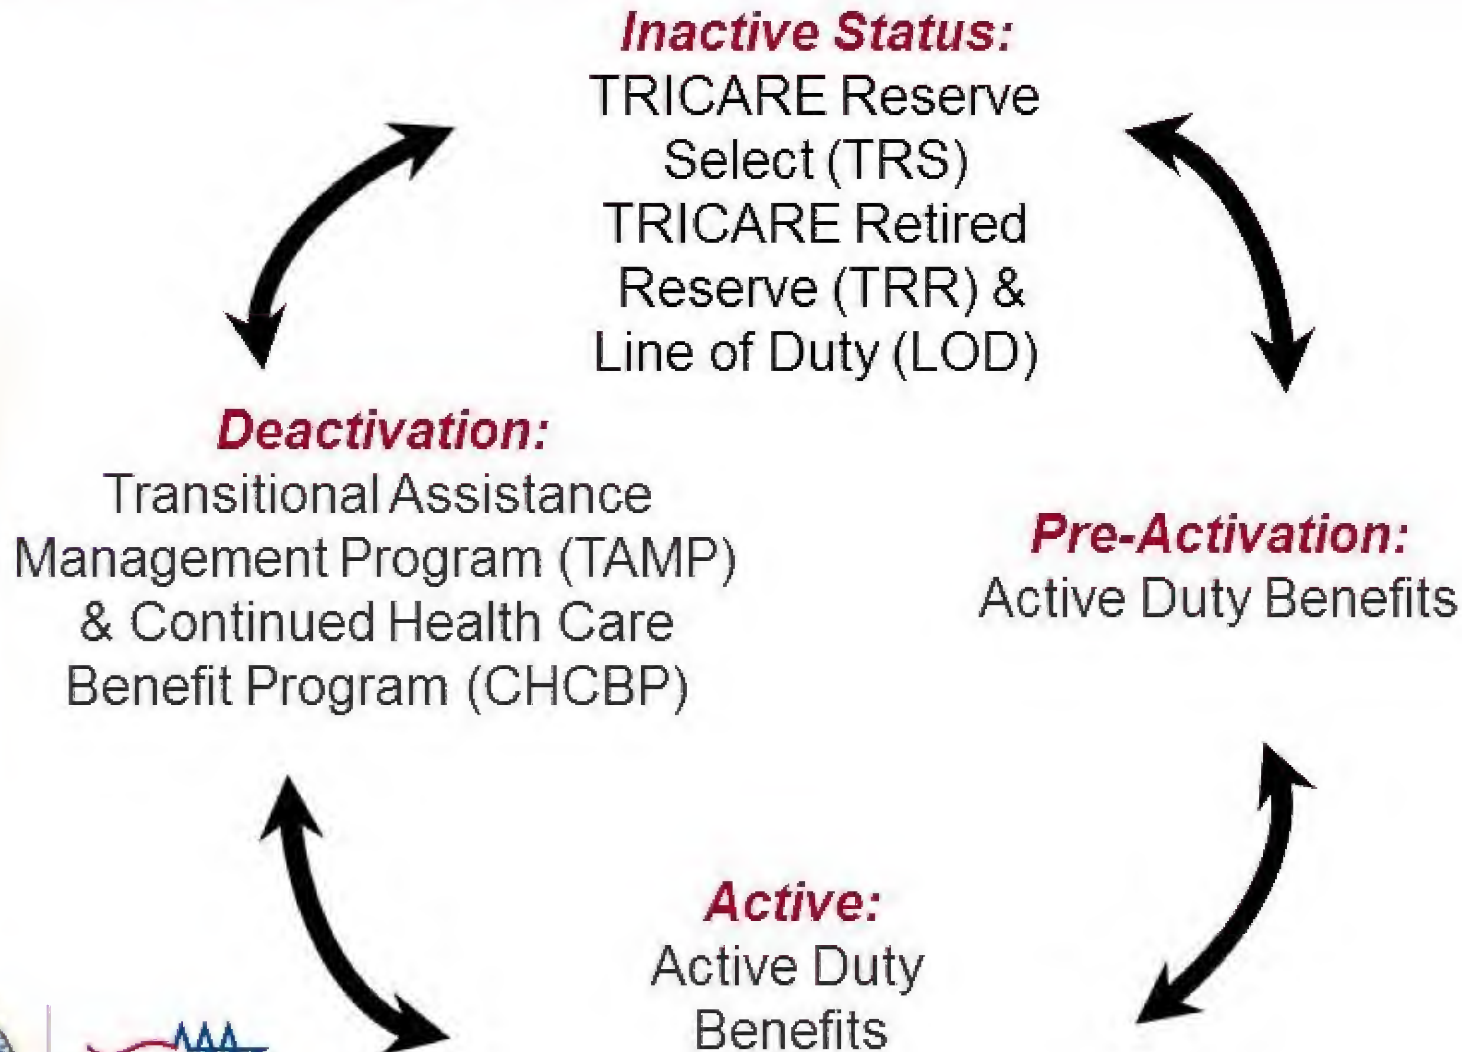 Inactive Status:
TRICARE Reserve
Select (TRS)
TRICARE Retired
Reserve (TRR) &
Line of Duty (LOD)
Deactivation:
Transitional Assistance
Management Program (TAMP)
& Continued Health Care
Benefit Program (CHCBP)
Pre-Activation:
Active Duty Benefits
Active:
Active Duty
Benefits